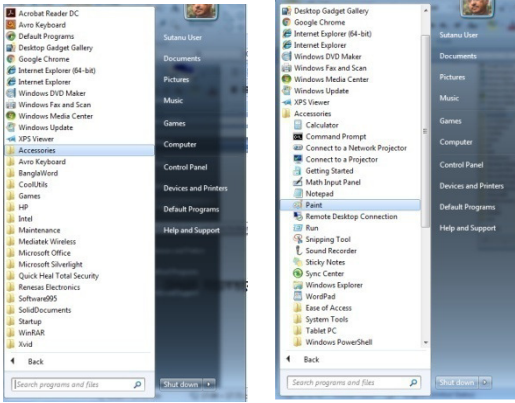 Acrobat Reader DC
Avro Keyboard
Default Programs
Desktop Gadget Gallery
Google Chrome
Internet Explorer (64-bit)
Internet Explorer
Windows DVD Maker
Windows Fax and Scan
Windows Media Center
Windows Update
XPS Viewer
Accessories
Avro Keyboard
BanglaWord
CoolUtils
Games
HP
Intel
Maintenance
Mediatek Wireless
Microsoft Office
Microsoft Silverlight
Quick Heal Total Security
Renesas Electronics
Software995
SolidDocuments
Startup
WinRAR
Xvid
Back
Search programs and files
Sutanu User
Documents
Pictures
Music
Games
Computer
Control Panel
Devices and Printers
Default Programs
Help and Support
Shut down
Desktop Gadget Gallery
Google Chrome
Internet Explorer (64-bit)
Internet Explorer
Windows DVD Maker
Windows Fax and Scan
Windows Media Center
Windows Update
XPS Viewer
Accessories
Calculator
Command Prompt
Connect to a Network Projector
Connect to a Projector
Getting Started
Math Input Panel
Notepad
Paint
Remote Desktop Connection
Run
Snipping Tool
Sound Recorder
Sticky Notes
Sync Center
Windows Explorer
WordPad
Ease of Access
System Tools
Tablet PC
Windows PowerShell
Back
Search programs and files
Sutanu User
Documents
Pictures
Music
Games
Computer
Control Panel
Devices and Printers
Default Programs
Help and Support
Shut down